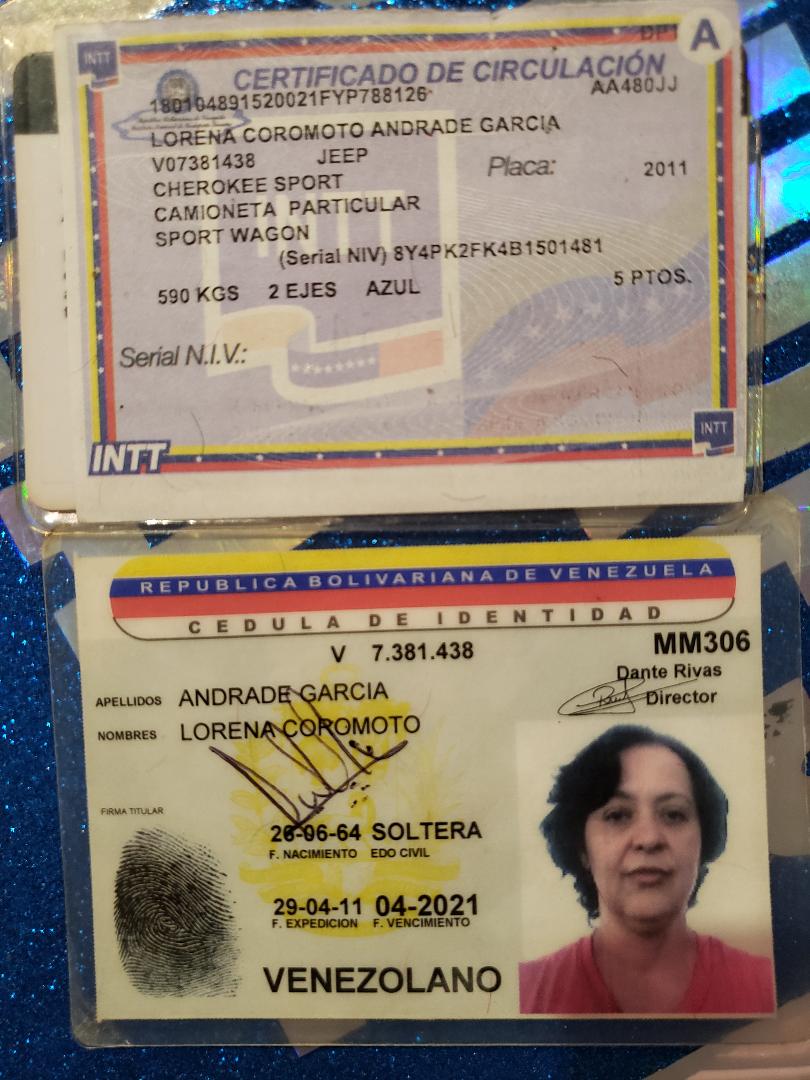 INTT
DPT
A
CERTIFICADO DE CIRCULACIÓN
180104891520021FYP788126
AA480JJ
LORENA COROMOTO ANDRADE GARCIA
V07381438 JEEP
Placa: 2011
CHEROKEE SPORT
CAMIONETA PARTICULAR
SPORT WAGON
(Serial NIV) 8Y4PK2FK4B1501481
590 KGS 2 EJES AZUL 5 PTOS.
Serial N.I.V.:
INTT
INTT
REPUBLICA BOLIVARIANA DE VENEZUELA
CEDULA DE IDENTIDAD
V 7.381.438
MM306
Dante Rivas
Director
APELLIDOS ANDRADE GARCIA
NOMBRES LORENA COROMOTO
FIRMA TITULAR
26-06-64 SOLTERA
F. NACIMIENTO EDO CIVIL
29-04-11 04-2021
F. EXPEDICION F. VENCIMIENTO
VENEZOLANO